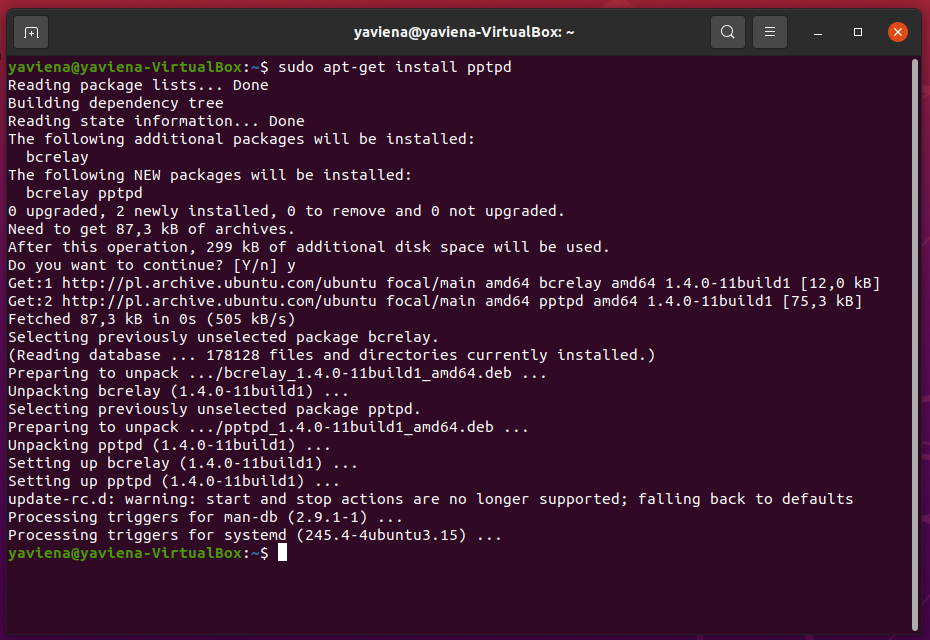 yaviena@yaviena-VirtualBox: ~
yaviena@yaviena-VirtualBox:~$ sudo apt-get install pptpd
Reading package lists... Done
Building dependency tree
Reading state information... Done
The following additional packages will be installed:
  bcrelay
The following NEW packages will be installed:
  bcrelay pptpd
0 upgraded, 2 newly installed, 0 to remove and 0 not upgraded.
Need to get 87,3 kB of archives.
After this operation, 299 kB of additional disk space will be used.
Do you want to continue? [Y/n] y
Get:1 http://pl.archive.ubuntu.com/ubuntu focal/main amd64 bcrelay amd64 1.4.0-11build1 [12,0 kB]
Get:2 http://pl.archive.ubuntu.com/ubuntu focal/main amd64 pptpd amd64 1.4.0-11build1 [75,3 kB]
Fetched 87,3 kB in 0s (505 kB/s)
Selecting previously unselected package bcrelay.
(Reading database ... 178128 files and directories currently installed.)
Preparing to unpack .../bcrelay_1.4.0-11build1_amd64.deb ...
Unpacking bcrelay (1.4.0-11build1) ...
Selecting previously unselected package pptpd.
Preparing to unpack .../pptpd_1.4.0-11build1_amd64.deb ...
Unpacking pptpd (1.4.0-11build1) ...
Setting up bcrelay (1.4.0-11build1) ...
Setting up pptpd (1.4.0-11build1) ...
update-rc.d: warning: start and stop actions are no longer supported; falling back to defaults
Processing triggers for man-db (2.9.1-1) ...
Processing triggers for systemd (245.4-4ubuntu3.15) ...
yaviena@yaviena-VirtualBox:~$